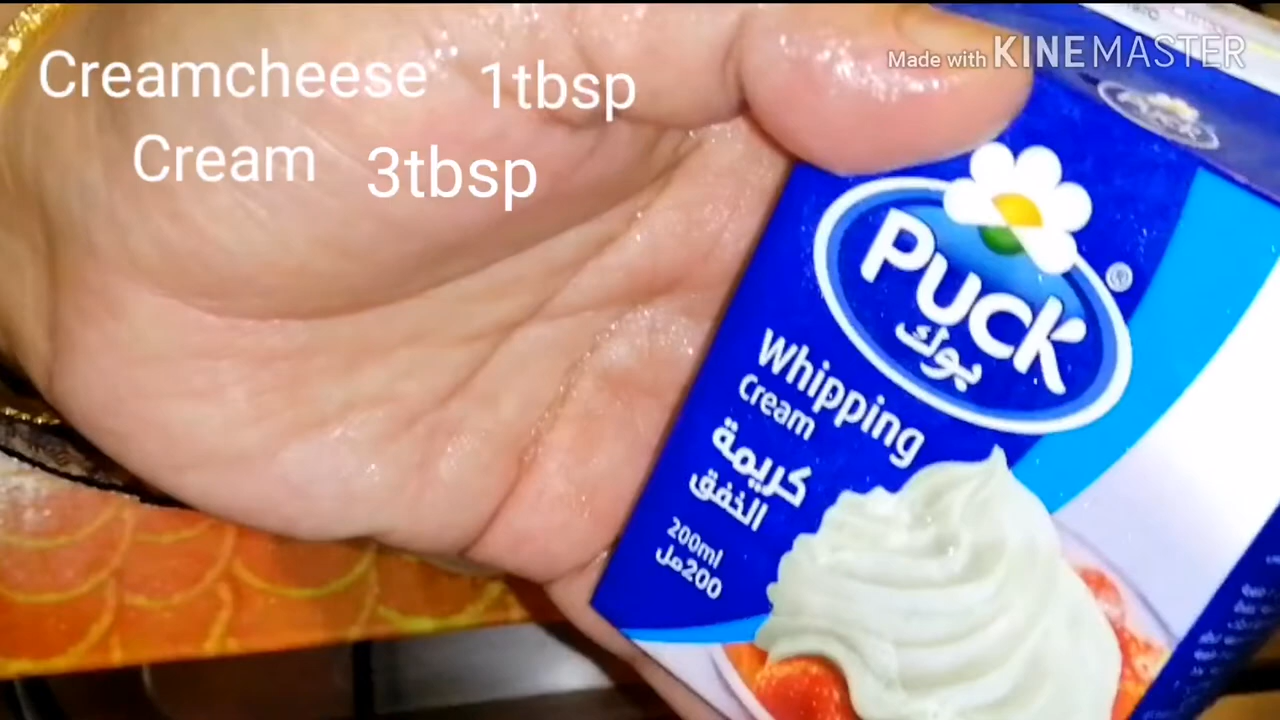 Creamcheese 1tbsp
Cream 3tbsp
Made with KINEMASTER
Puck
بوك
®
Whipping
Cream
كريمة
الخفق
200ml
200مل